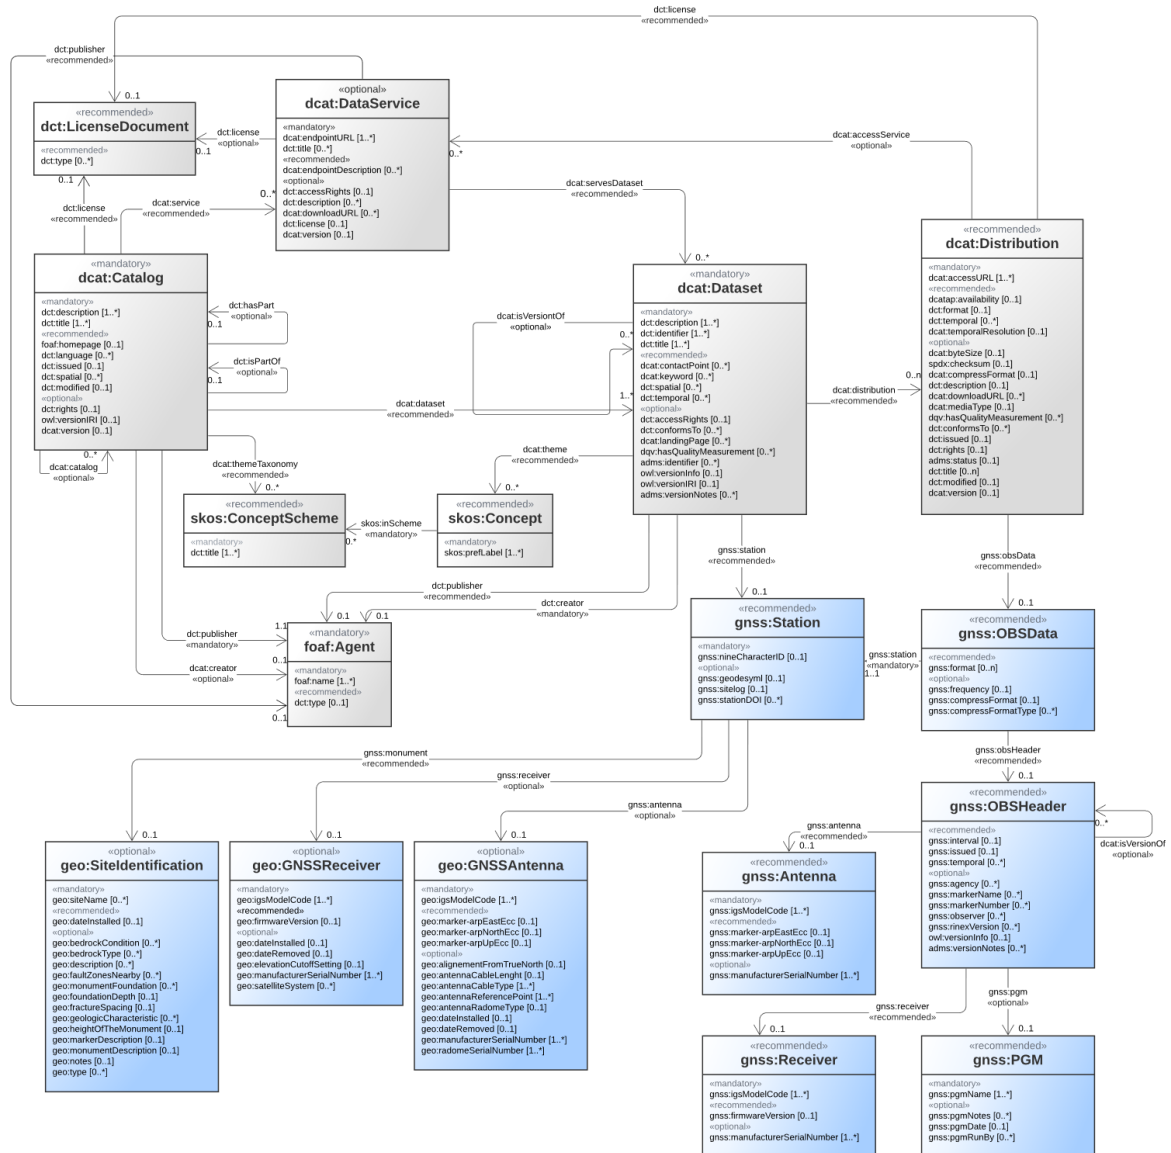 dct:license
«recommended»
dct:publisher
«recommended»
0..1
«recommended»
dct:LicenseDocument
«recommended»
dct:type [0..*]
dct:license
«optional»
0..1
«optional»
dcat:DataService
«mandatory»
dcat:endpointURL [1..*]
dct:title [0..*]
«recommended»
dcat:endpointDescription [0..*]
«optional»
dct:accessRights [0..1]
dct:description [0..*]
dcat:downloadURL [0..*]
dct:license [0..1]
dcat:version [0..1]
dcat:accessService
«optional»
0..*
0..1
dct:license
«recommended»
dcat:service
«recommended»
0..*
dcat:servesDataset
«recommended»
0..*
«mandatory»
dcat:Catalog
«mandatory»
dct:description [1..*]
dct:title [1..*]
«recommended»
foaf:homepage [0..1]
dct:language [0..*]
dct:issued [0..1]
dct:spatial [0..*]
dct:modified [0..1]
«optional»
dct:rights [0..1]
owl:versionIRI [0..1]
dcat:version [0..1]
dct:hasPart
«optional»
0..1
dct:isPartOf
«optional»
0..1
dcat:dataset
«recommended»
1..*
dcat:isVersionOf
«optional»
0..*
«mandatory»
dcat:Dataset
«mandatory»
dct:description [1..*]
dct:identifier [1..*]
dct:title [1..*]
«recommended»
dcat:contactPoint [0..*]
dcat:keyword [0..*]
dct:spatial [0..*]
dct:temporal [0..*]
«optional»
dct:accessRights [0..1]
dct:conformsTo [0..*]
dcat:landingPage [0..*]
dqv:hasQualityMeasurement [0..*]
adms:identifier [0..*]
owl:versionInfo [0..1]
owl:versionIRI [0..1]
adms:versionNotes [0..*]
dcat:distribution
«recommended»
0..n
«recommended»
dcat:Distribution
«mandatory»
dcat:accessURL [1..*]
«recommended»
dcatap:availability [0..1]
dct:format [0..1]
dct:temporal [0..*]
dcat:temporalResolution [0..1]
«optional»
dcat:byteSize [0..1]
spdx:checksum [0..1]
dcat:compressFormat [0..1]
dct:description [0..1]
dcat:downloadURL [0..*]
dcat:mediaType [0..1]
dqv:hasQualityMeasurement [0..*]
dct:conformsTo [0..*]
dct:issued [0..1]
dct:rights [0..1]
adms:status [0..1]
dct:title [0..n]
dct:modified [0..1]
dcat:version [0..1]
0..*
dcat:catalog
«optional»
dcat:themeTaxonomy
«recommended»
0..*
dcat:theme
«recommended»
0..*
«recommended»
skos:ConceptScheme
«mandatory»
dct:title [1..*]
skos:inScheme
«mandatory»
0..*
«recommended»
skos:Concept
«mandatory»
skos:prefLabel [1..*]
gnss:station
«recommended»
0..1
gnss:obsData
«recommended»
0..1
dct:publisher
«recommended»
0..1
dct:creator
«mandatory»
0..1
dct:publisher
«mandatory»
1..1
dcat:creator
«optional»
0..1
0..1
«mandatory»
foaf:Agent
«mandatory»
foaf:name [1..*]
«recommended»
dct:type [0..1]
«recommended»
gnss:Station
«mandatory»
gnss:nineCharacterID [0..1]
«optional»
gnss:geodesyml [0..1]
gnss:sitelog [0..1]
gnss:stationDOI [0..*]
gnss:station
«mandatory»
1..1
«recommended»
gnss:OBSData
«recommended»
gnss:format [0..n]
«optional»
gnss:frequency [0..1]
gnss:compressFormat [0..1]
gnss:compressFormatType [0..*]
gnss:monument
«recommended»
0..1
gnss:receiver
«optional»
0..1
gnss:antenna
«optional»
0..1
gnss:obsHeader
«recommended»
0..1
«optional»
geo:SiteIdentification
«mandatory»
geo:siteName [0..*]
«recommended»
geo:dateInstalled [0..1]
«optional»
geo:bedrockCondition [0..*]
geo:bedrockType [0..*]
geo:description [0..*]
geo:faultZonesNearby [0..*]
geo:monumentFoundation [0..*]
geo:foundationDepth [0..1]
geo:fractureSpacing [0..1]
geo:geologicCharacteristic [0..*]
geo:heightOfTheMonument [0..1]
geo:markerDescription [0..1]
geo:monumentDescription [0..1]
geo:notes [0..1]
geo:type [0..*]
«optional»
geo:GNSSReceiver
«mandatory»
geo:igsModelCode [1..*]
«recommended»
geo:firmwareVersion [0..1]
«optional»
geo:dateInstalled [0..1]
geo:dateRemoved [0..1]
geo:elevationCutoffSetting [0..1]
geo:manufacturerSerialNumber [1..*]
geo:satelliteSystem [0..*]
«optional»
geo:GNSSAntenna
«mandatory»
geo:igsModelCode [1..*]
«recommended»
geo:marker-arpEastEcc [0..1]
geo:marker-arpNorthEcc [0..1]
geo:marker-arpUpEcc [0..1]
«optional»
geo:alignementFromTrueNorth [0..1]
geo:antennaCableLenght [0..1]
geo:antennaCableType [1..*]
geo:antennaReferencePoint [1..*]
geo:antennaRadomeType [0..1]
geo:dateInstalled [0..1]
geo:dateRemoved [0..1]
geo:manufacturerSerialNumber [1..*]
geo:radomeSerialNumber [1..*]
gnss:antenna
«recommended»
0..1
«recommended»
gnss:Antenna
«mandatory»
gnss:igsModelCode [1..*]
«recommended»
gnss:marker-arpEastEcc [0..1]
gnss:marker-arpNorthEcc [0..1]
gnss:marker-arpUpEcc [0..1]
«optional»
gnss:manufacturerSerialNumber [1..*]
«recommended»
gnss:OBSHeader
«recommended»
gnss:interval [0..1]
gnss:issued [0..1]
gnss:temporal [0..*]
«optional»
gnss:agency [0..*]
gnss:markerName [0..*]
gnss:markerNumber [0..*]
gnss:observer [0..*]
gnss:rinexVersion [0..*]
owl:versionInfo [0..1]
adms:versionNotes [0..*]
0..*
dcat:isVersionOf
«optional»
gnss:receiver
«recommended»
0..1
gnss:pgm
«optional»
0..1
«recommended»
gnss:Receiver
«mandatory»
gnss:igsModelCode [1..*]
«recommended»
gnss:firmwareVersion [0..1]
«optional»
gnss:manufacturerSerialNumber [1..*]
«recommended»
gnss:PGM
«mandatory»
gnss:pgmName [1..*]
«optional»
gnss:pgmNotes [0..*]
gnss:pgmDate [0..1]
gnss:pgmRunBy [0..*]